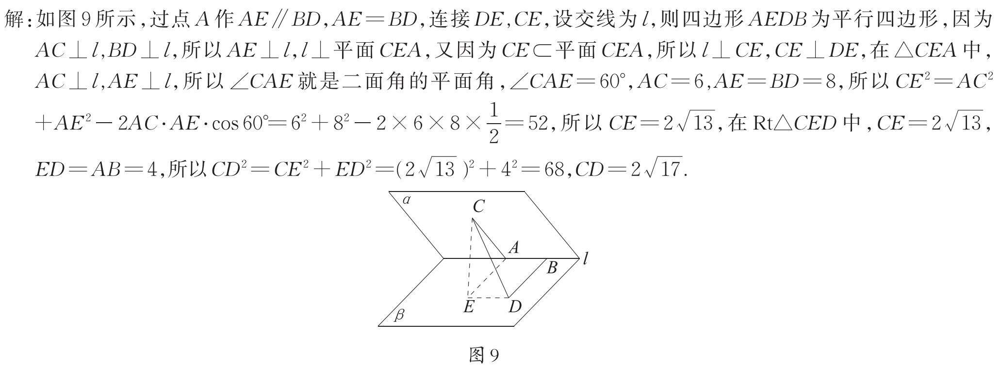 解:如图9所示,过点A作AE∥BD,AE=BD,连接DE,CE,设交线为l,则四边形AEDB为平行四边形,因为
AC⊥l,BD⊥l,所以AE⊥l,l⊥平面CEA,又因为CE⊂平面CEA,所以l⊥CE,CE⊥DE,在△CEA中,
AC⊥l,AE⊥l,所以∠CAE就是二面角的平面角,∠CAE=60°,AC=6,AE=BD=8,所以CE²=AC²
+AE²−2AC·AE·cos 60°=6²+8²−2×6×8×1/2=52,所以CE=2√13,在Rt△CED中,CE=2√13,
ED=AB=4,所以CD²=CE²+ED²=(2√13)²+4²=68,CD=2√17.
α
C
A
l
B
E
D
β
图9